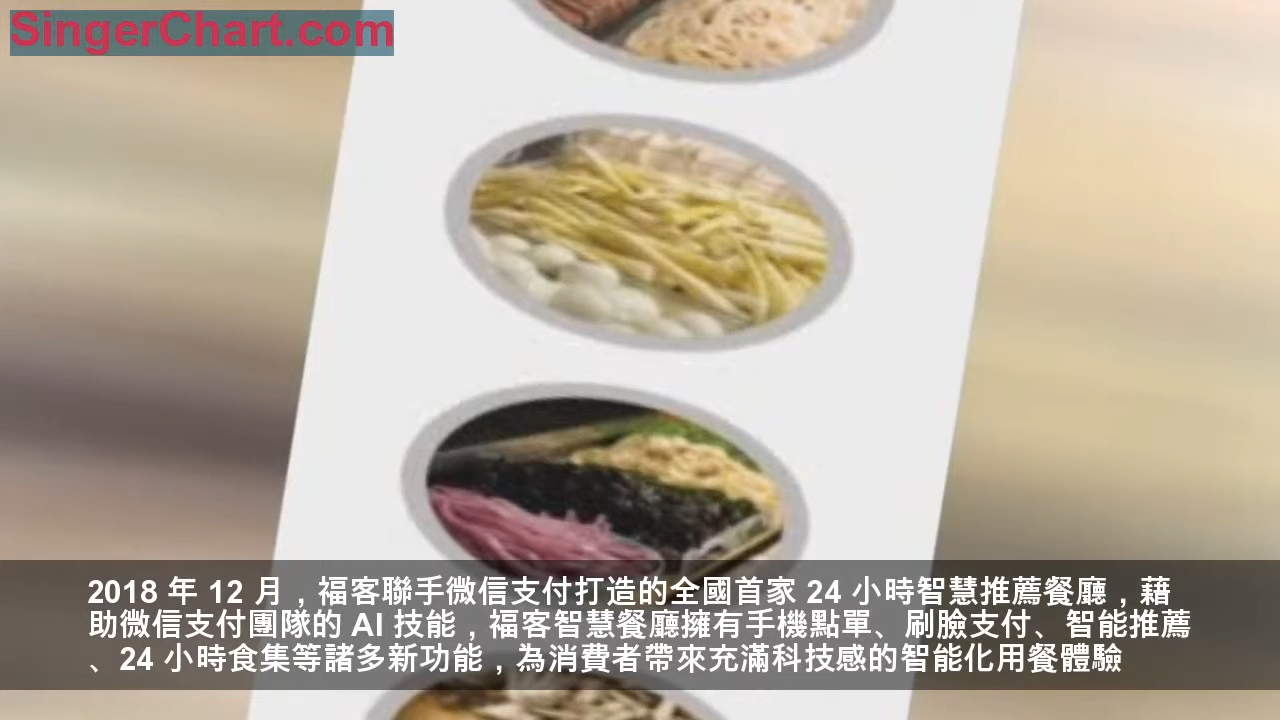 SingerChart.com
2018 年 12 月，福客聯手微信支付打造的全國首家 24 小時智慧推薦餐廳，藉
助微信支付團隊的 AI 技能，福客智慧餐廳擁有手機點單、刷臉支付、智能推薦
、24 小時食集等諸多新功能，為消費者帶來充滿科技感的智能化用餐體驗